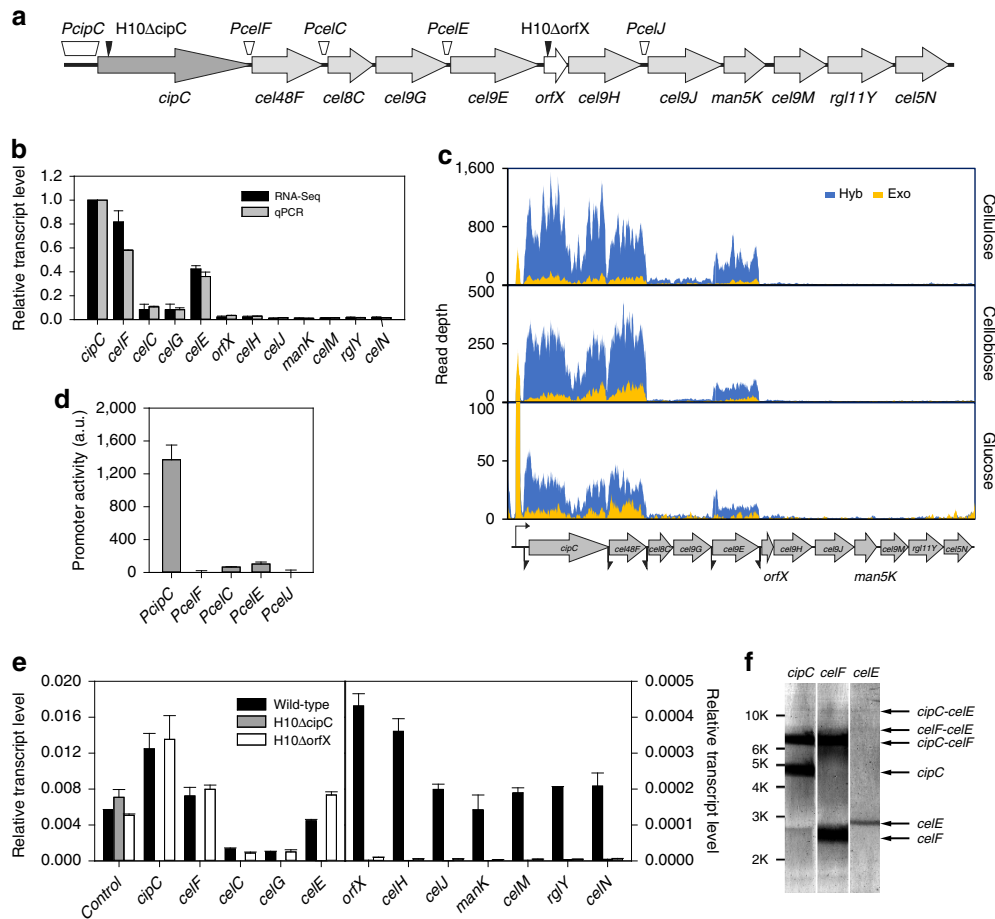 a
PcipC H10ΔcipC PcelF PcelC PcelE H10ΔorfX PcelJ
cipC cel48F cel8C cel9G cel9E orfX cel9H cel9J man5K cel9M rgl11Y cel5N
b
Relative transcript level
1.0
0.8
0.6
0.4
0.2
0.0
RNA-Seq
qPCR
cipC celF celC celG celE orfX celH celJ manK celM rglY celN
c
Read depth
1,600
800
0
Hyb Exo
Cellulose
500
250
0
Cellobiose
100
50
0
Glucose
cipC cel48F cel8C cel9G cel9E cel9H cel9J cel9M rgl11Y cel5N
orfX man5K
d
Promoter activity (a.u.)
2,000
1,600
1,200
800
400
0
PcipC PcelF PcelC PcelE PcelJ
e
Relative transcript level
0.020
0.016
0.012
0.008
0.004
0.000
Wild-type
H10ΔcipC
H10ΔorfX
0.0005
0.0004
0.0003
0.0002
0.0001
0.0000
Relative transcript level
Control cipC celF celC celG celE orfX celH celJ manK celM rglY celN
f
cipC celF celE
10K
6K
5K
4K
3K
2K
cipC-celE
celF-celE
cipC-celF
cipC
celE
celF